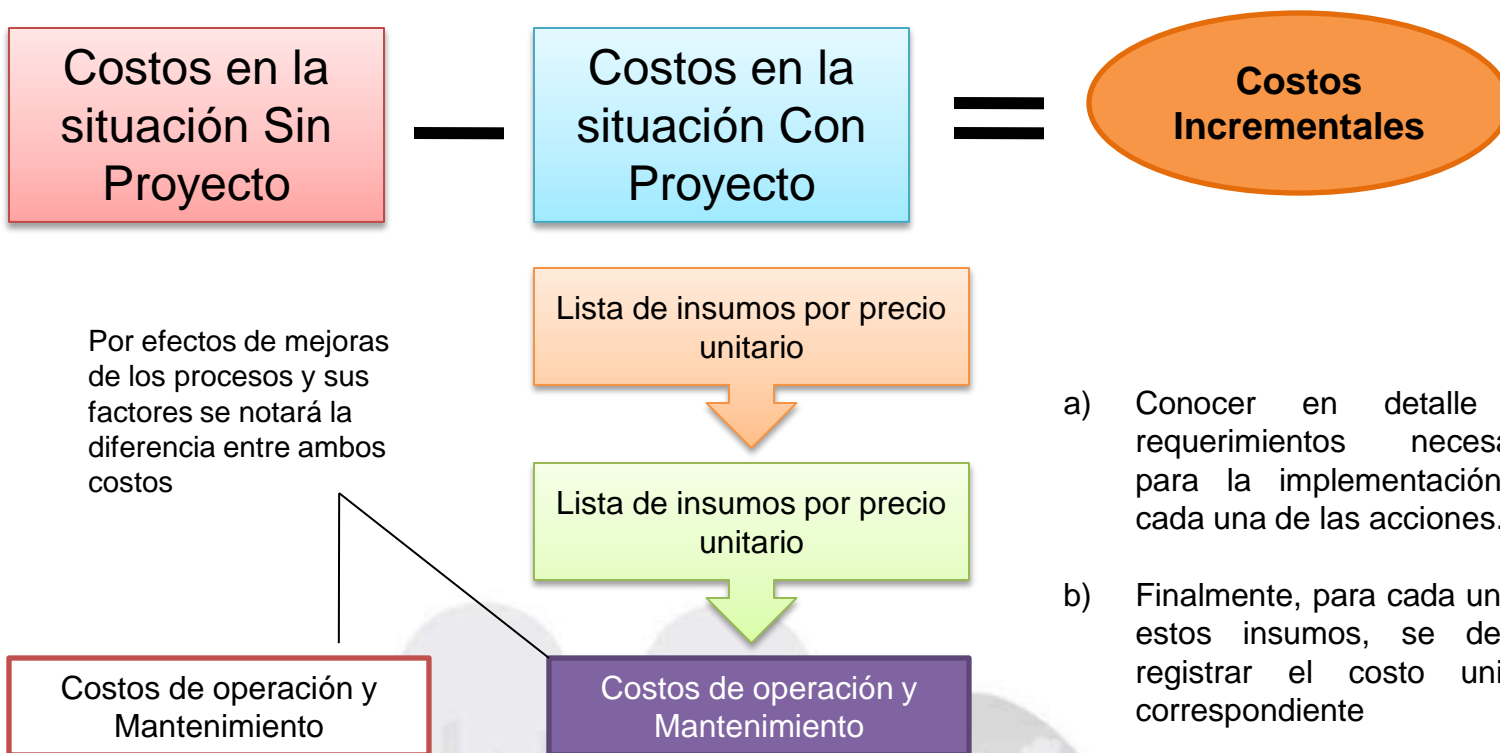 Costos en la
situación Sin
Proyecto
Costos en la
situación Con
Proyecto
Costos
Incrementales
Lista de insumos por precio
unitario
Por efectos de mejoras
de los procesos y sus
factores se notará la
diferencia entre ambos
costos
Lista de insumos por precio
unitario
Costos de operación y
Mantenimiento
Costos de operación y
Mantenimiento
a) Conocer en detalle
requerimientos
para la implementación
cada una de las acciones.
b) Finalmente, para cada
estos insumos, se
registrar el costo
correspondiente